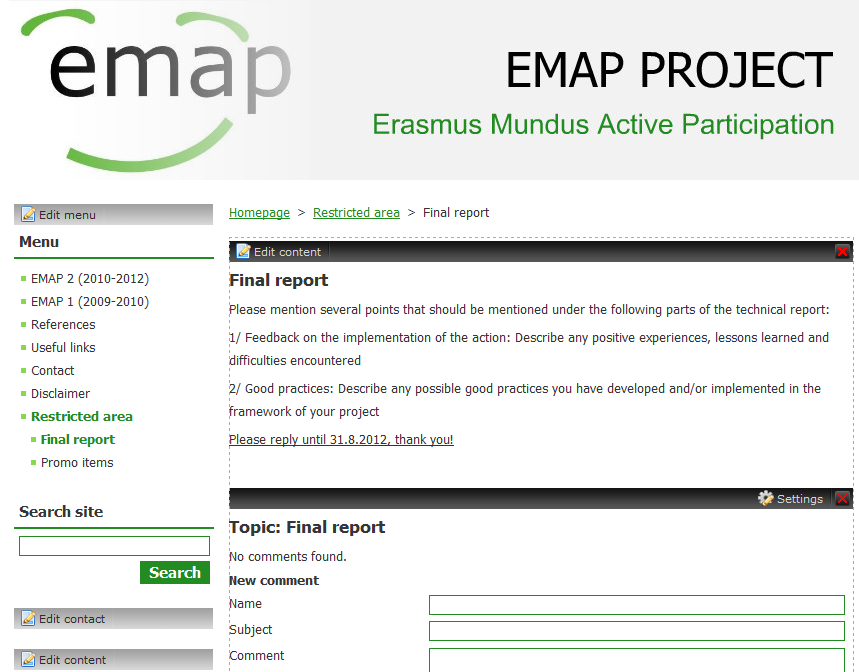 emap
EMAP PROJECT
Erasmus Mundus Active Participation
Edit menu
Menu
EMAP 2 (2010-2012)
EMAP 1 (2009-2010)
References
Useful links
Contact
Disclaimer
Restricted area
Final report
Promo items
Search site
Search
Edit contact
Edit content
Homepage > Restricted area > Final report
Edit content
Final report
Please mention several points that should be mentioned under the following parts of the technical report:
1/ Feedback on the implementation of the action: Describe any positive experiences, lessons learned and
difficulties encountered
2/ Good practices: Describe any possible good practices you have developed and/or implemented in the
framework of your project
Please reply until 31.8.2012, thank you!
Settings
Topic: Final report
No comments found.
New comment
Name
Subject
Comment